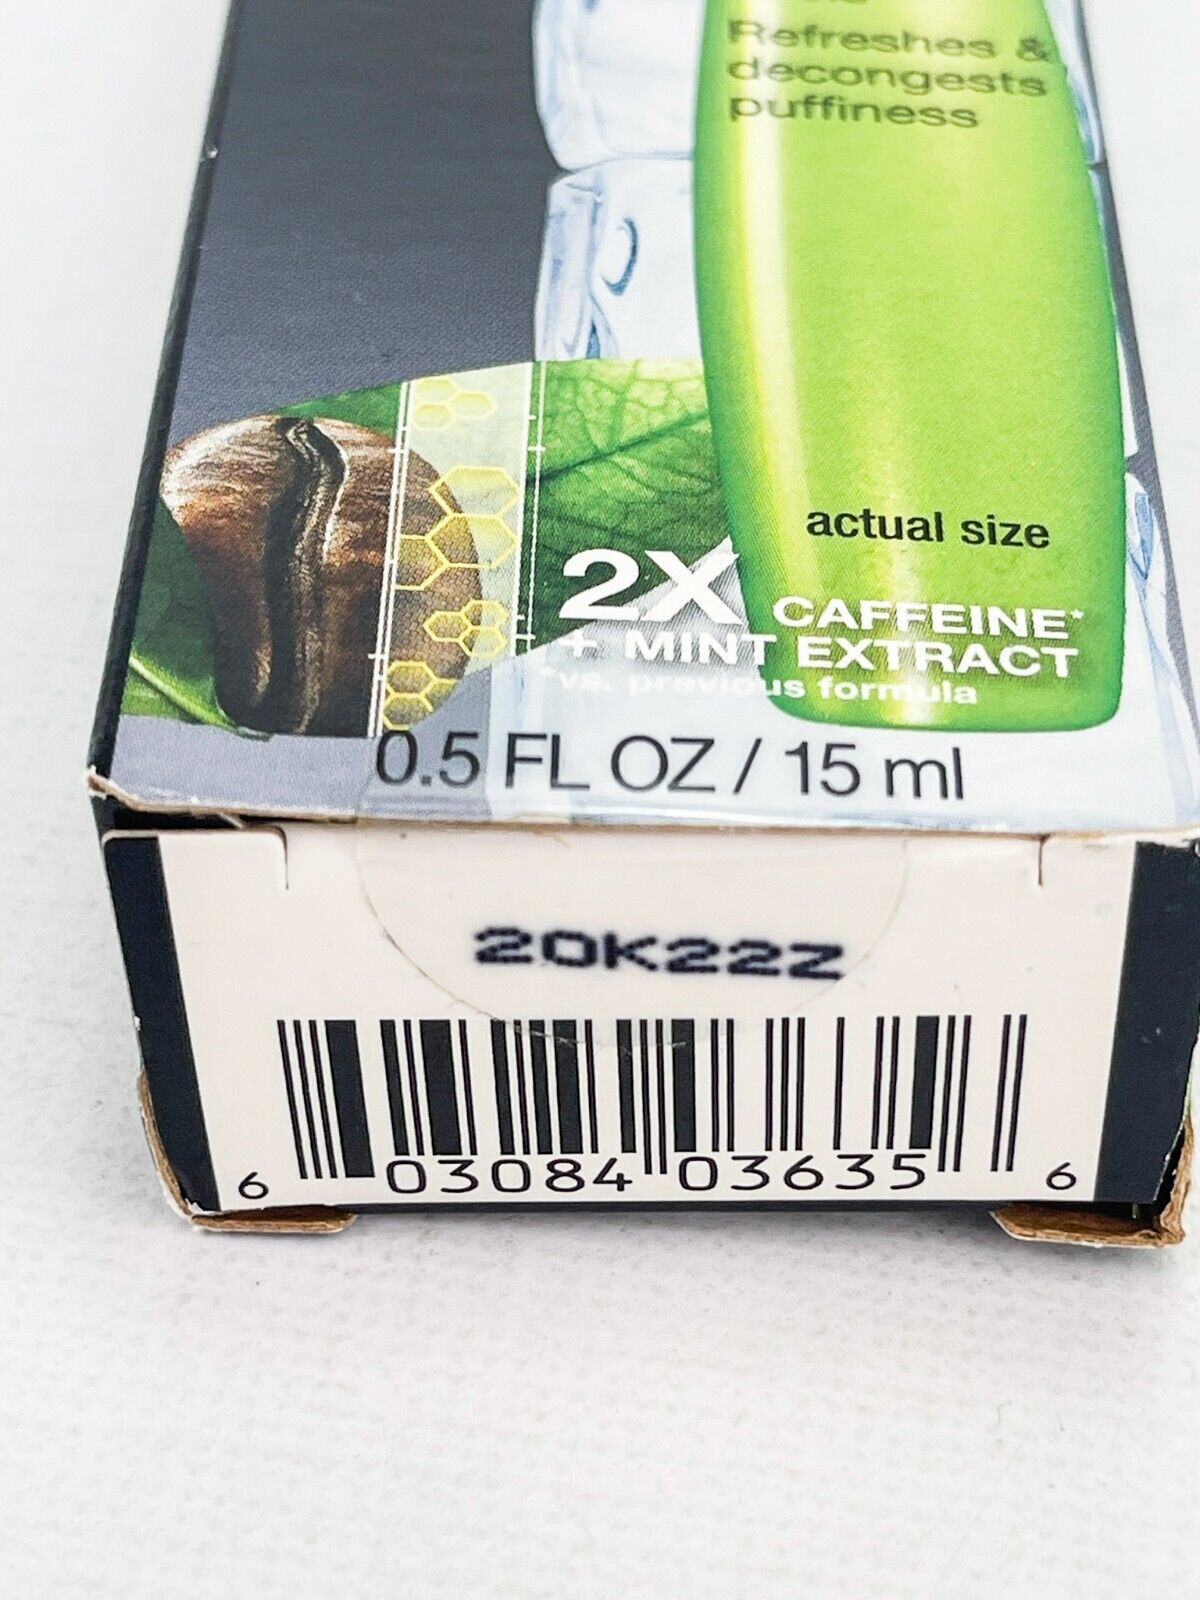 Refreshes &
decongests
puffiness
actual size
2X CAFFEINE*
+ MINT EXTRACT
*vs. previous formula
0.5 FL OZ / 15 ml
20K22Z
6 03084 03635 6